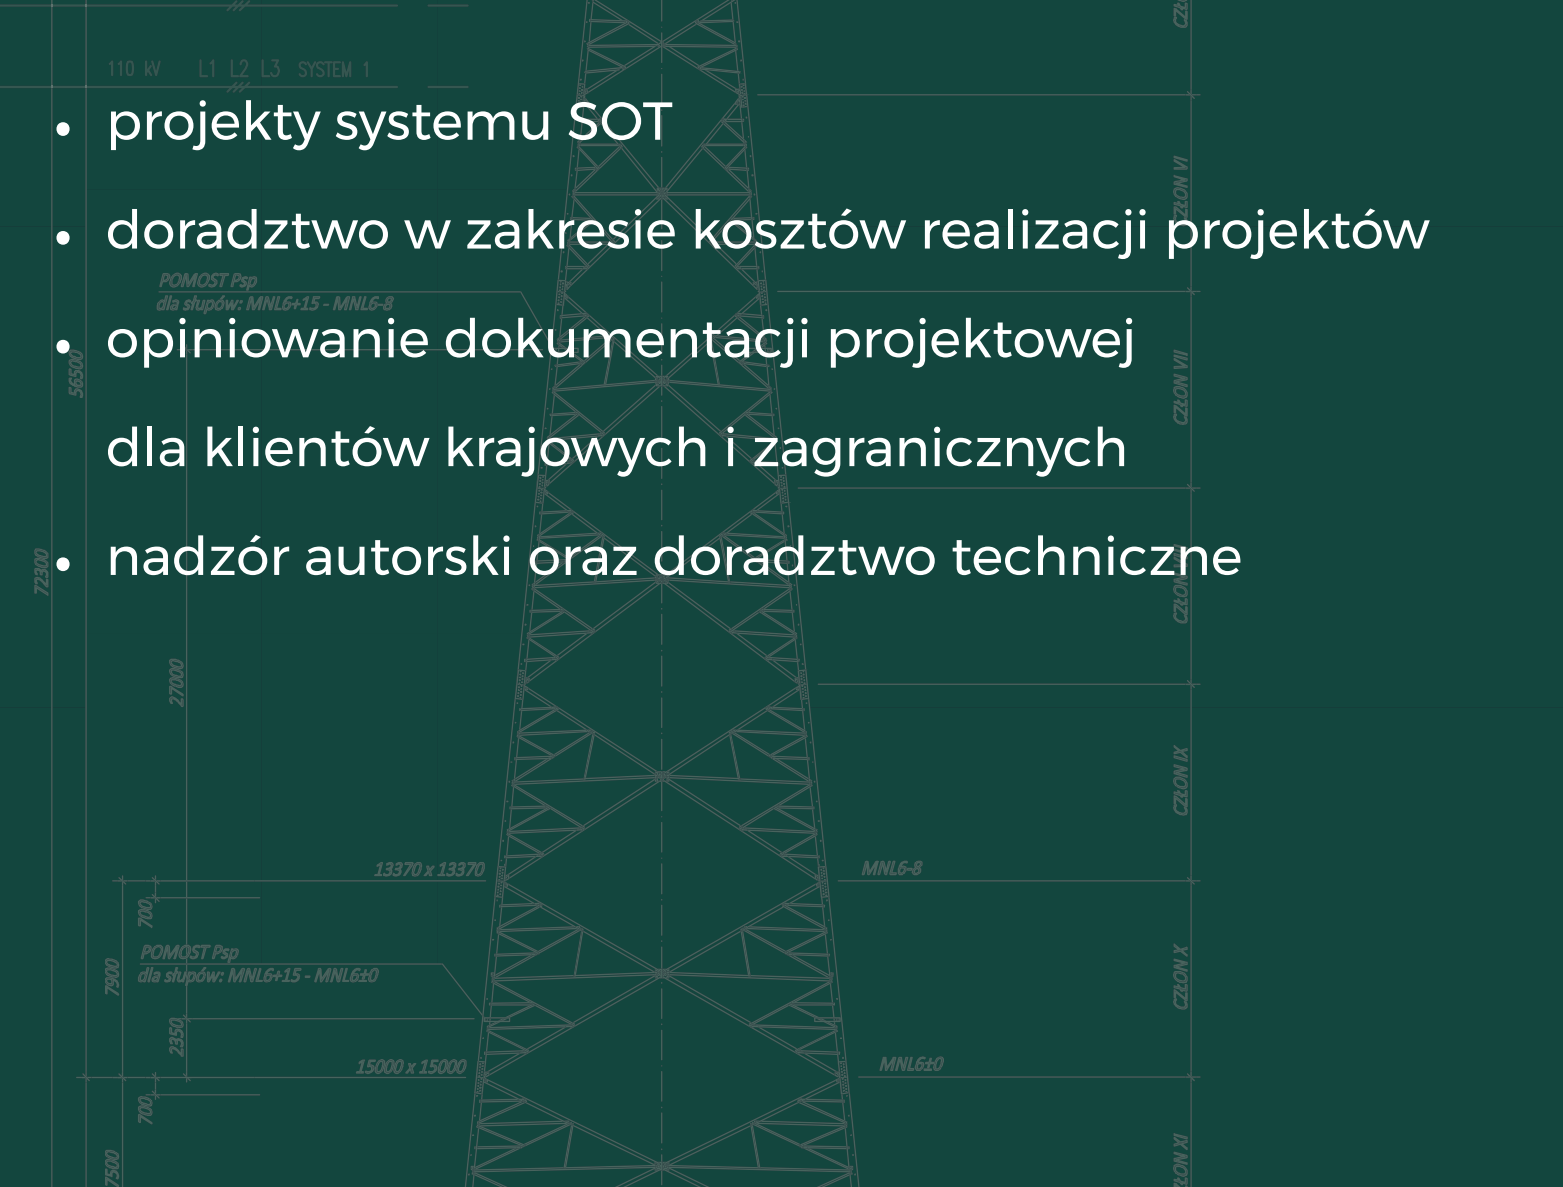 110 kV L1 L2 L3 SYSTEM 1
• projekty systemu SOT
• doradztwo w zakresie kosztów realizacji projektów
POMOST Psp
dla słupów: MNL6+15 - MNL6-8
• opiniowanie dokumentacji projektowej
dla klientów krajowych i zagranicznych
• nadzór autorski oraz doradztwo techniczne
56500
72300
27000
CZŁON VI
CZŁON VII
CZŁON IX
13370 x 13370
MNL6-8
700
POMOST Psp
dla słupów: MNL6+15 - MNL6±0
7900
2350
CZŁON X
15000 x 15000
MNL6±0
700
7500